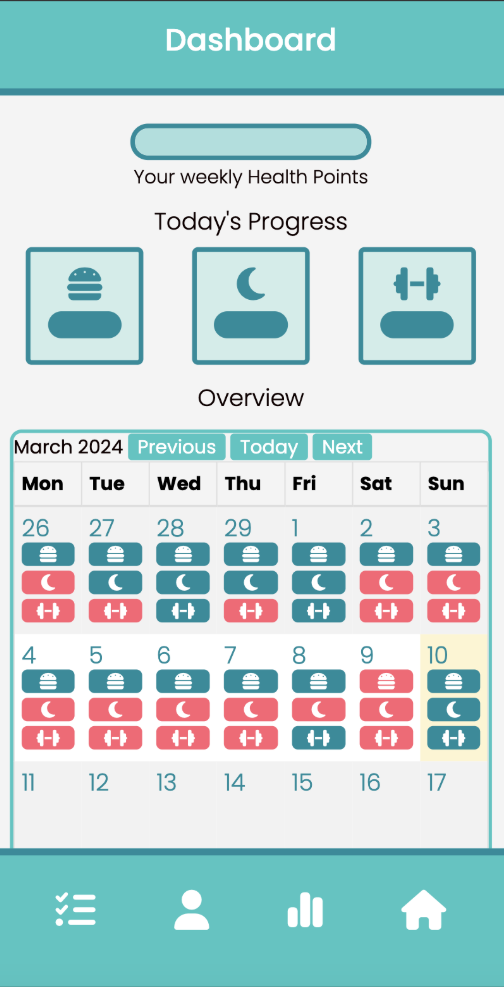 Dashboard
Your weekly Health Points
Today's Progress
Overview
March 2024 Previous Today Next
Mon Tue Wed Thu Fri Sat Sun
26 27 28 29 1 2 3
4 5 6 7 8 9 10
11 12 13 14 15 16 17